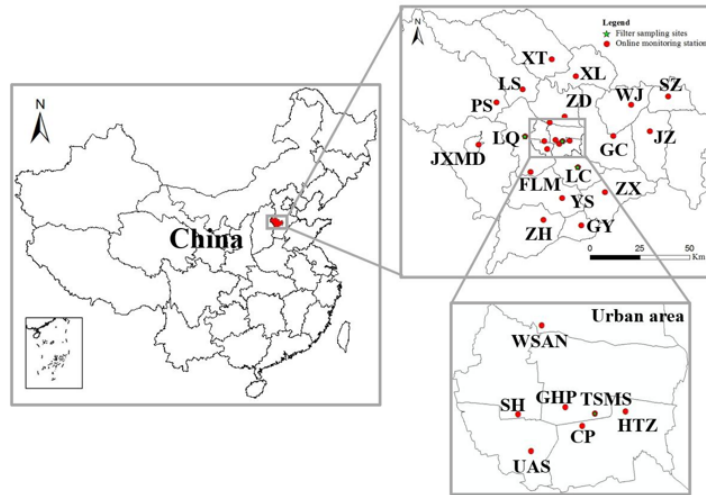 N
China
N
Legend
Filter sampling sites
Online monitoring station
XT
XL
LS
SZ
WJ
PS
ZD
LQ
JZ
GC
JXMD
FLM
LC
ZX
YS
ZH
GY
0
25
50
Km
Urban area
WSAN
GHP
TSMS
SH
HTZ
CP
UAS